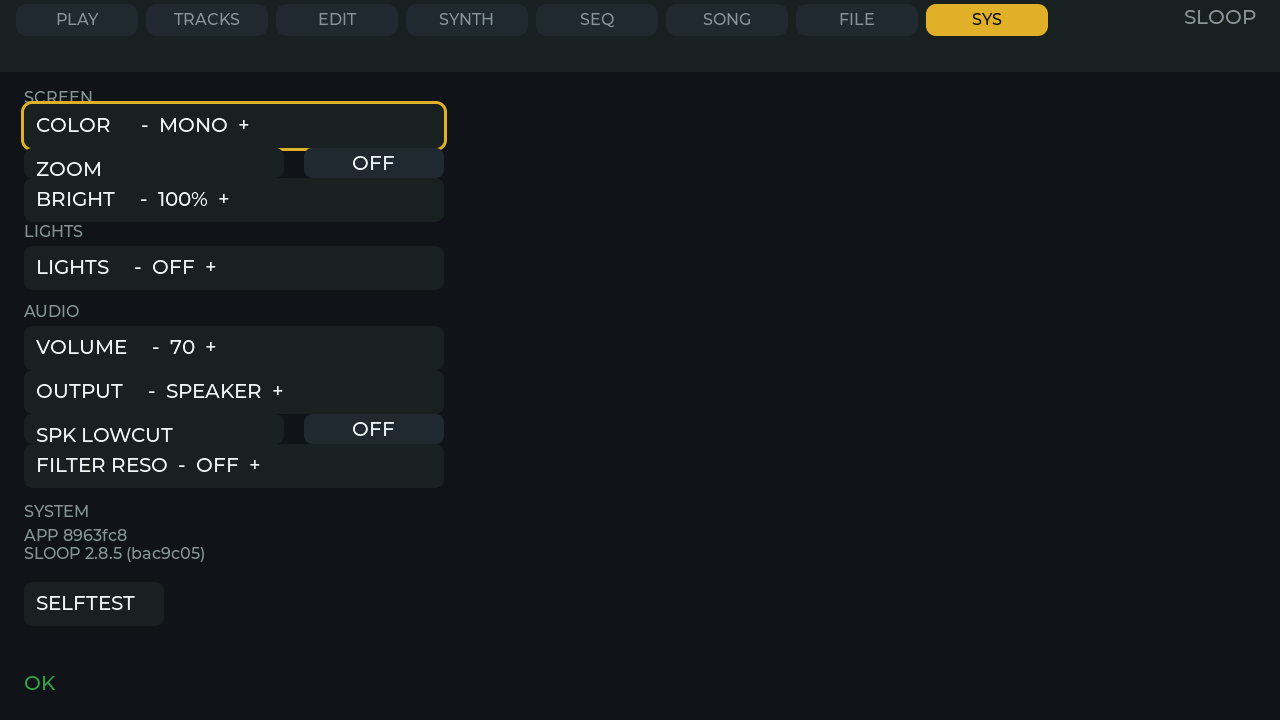 PLAY TRACKS EDIT SYNTH SEQ SONG FILE SYS SLOOP
SCREEN
COLOR - MONO +
ZOOM OFF
BRIGHT - 100% +
LIGHTS
LIGHTS - OFF +
AUDIO
VOLUME - 70 +
OUTPUT - SPEAKER +
SPK LOWCUT OFF
FILTER RESO - OFF +
SYSTEM
APP 8963fc8
SLOOP 2.8.5 (bac9c05)
SELFTEST
OK